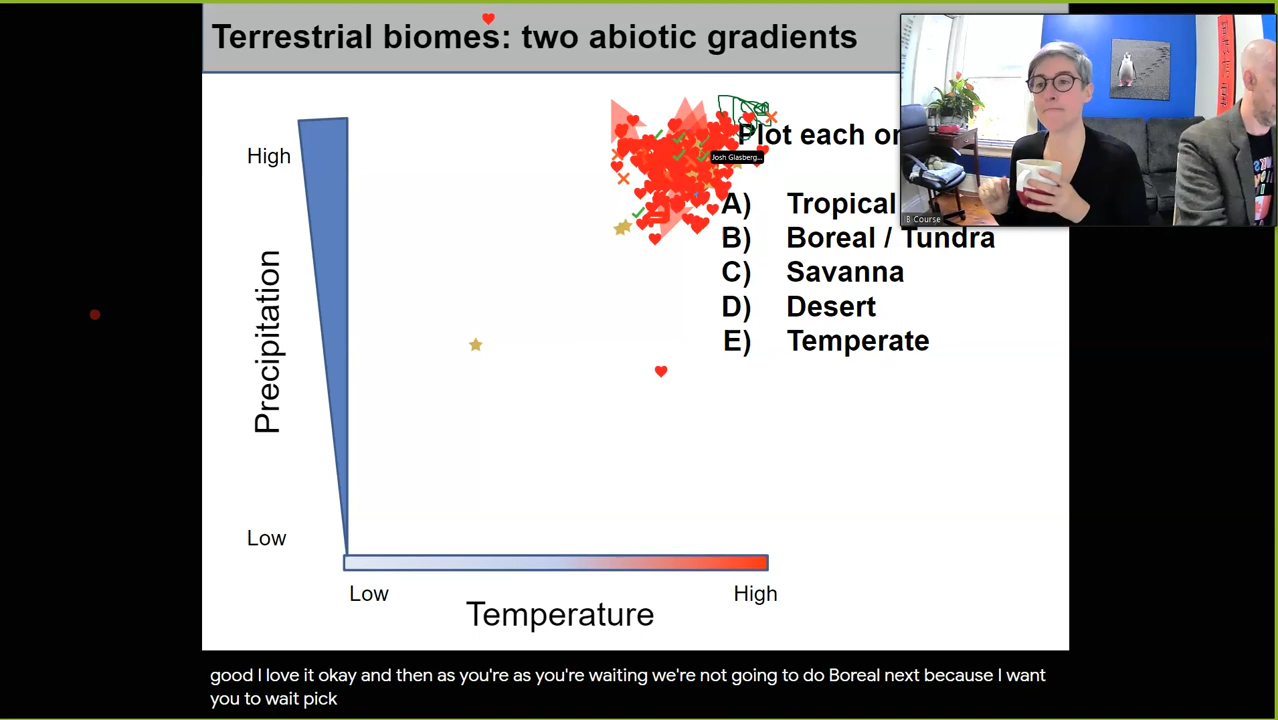 Terrestrial biomes: two abiotic gradients
High
Plot each on
Josh Glasberg...
A) Tropical
B) Boreal / Tundra
C) Savanna
D) Desert
E) Temperate
B Course
Precipitation
Low
Low
High
Temperature
good I love it okay and then as you're as you're waiting we're not going to do Boreal next because I want
you to wait pick